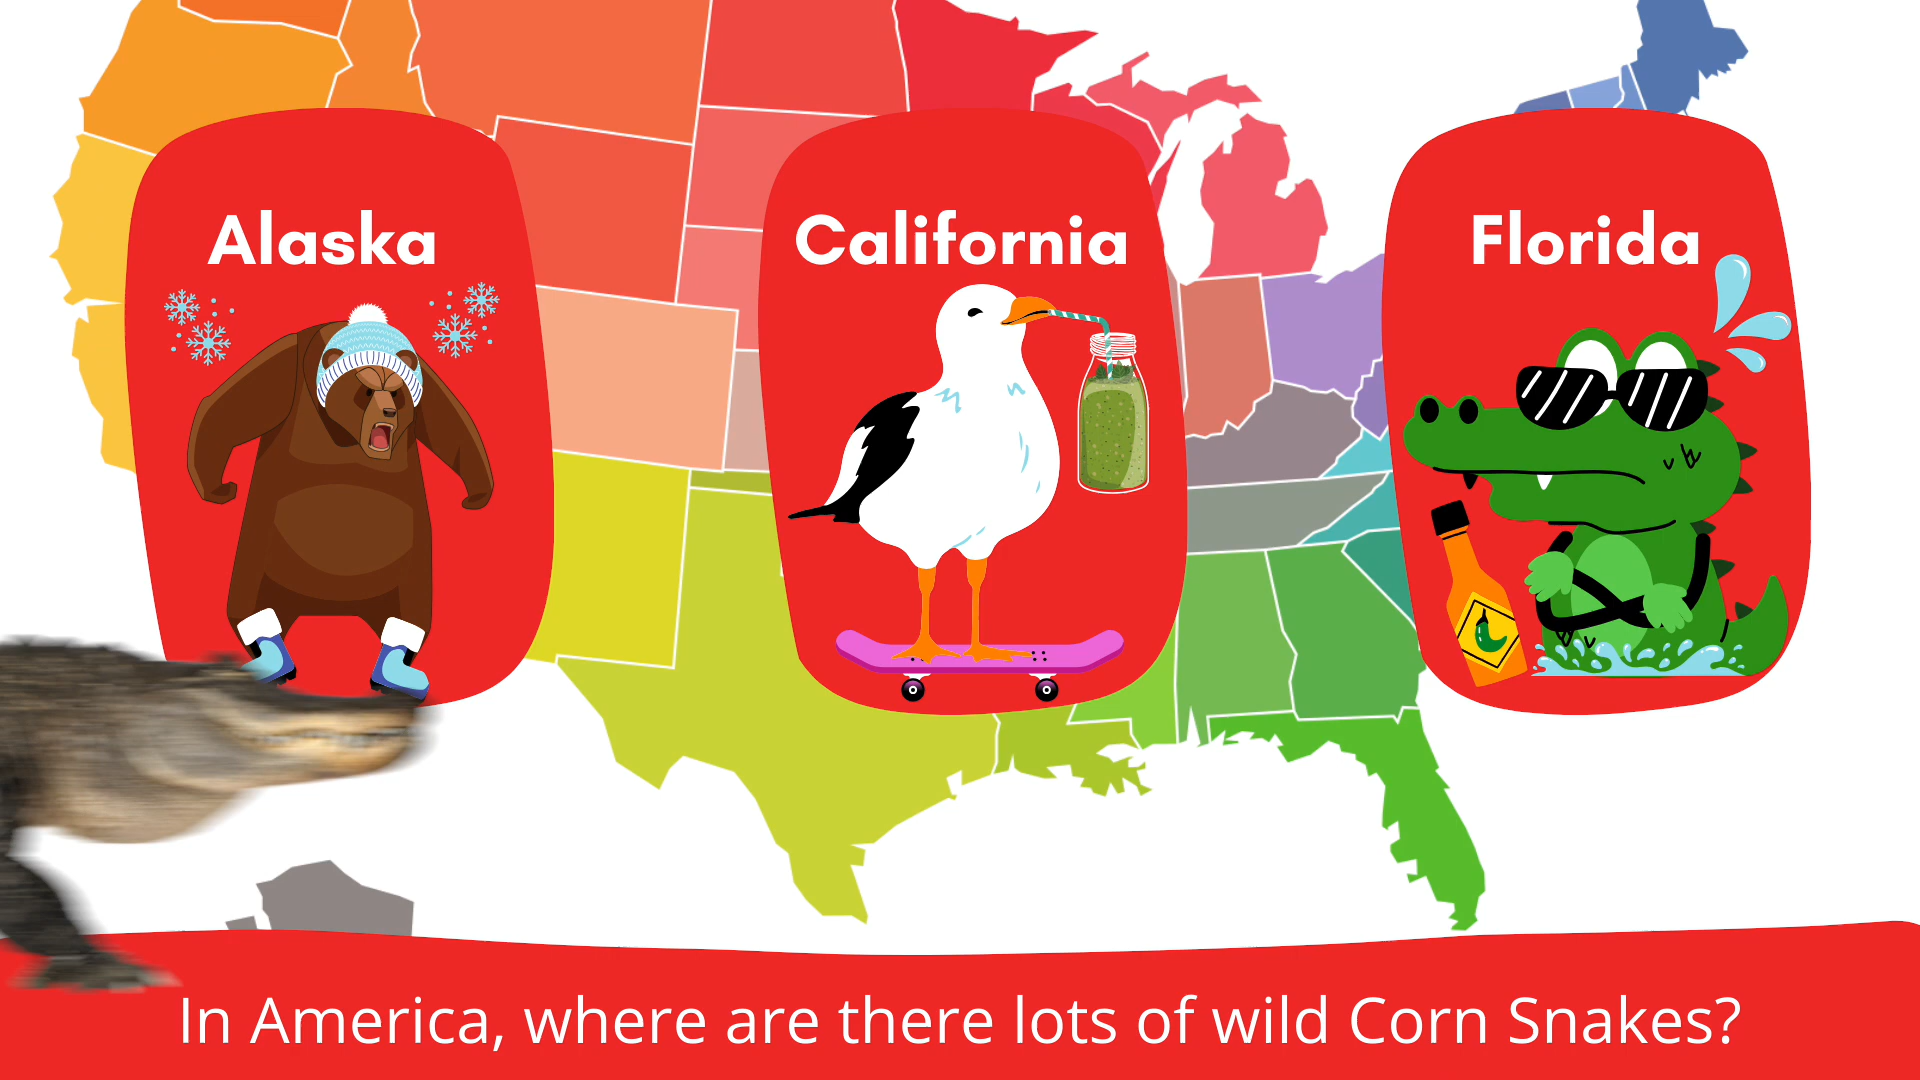 Alaska
California
Florida
In America, where are there lots of wild Corn Snakes?